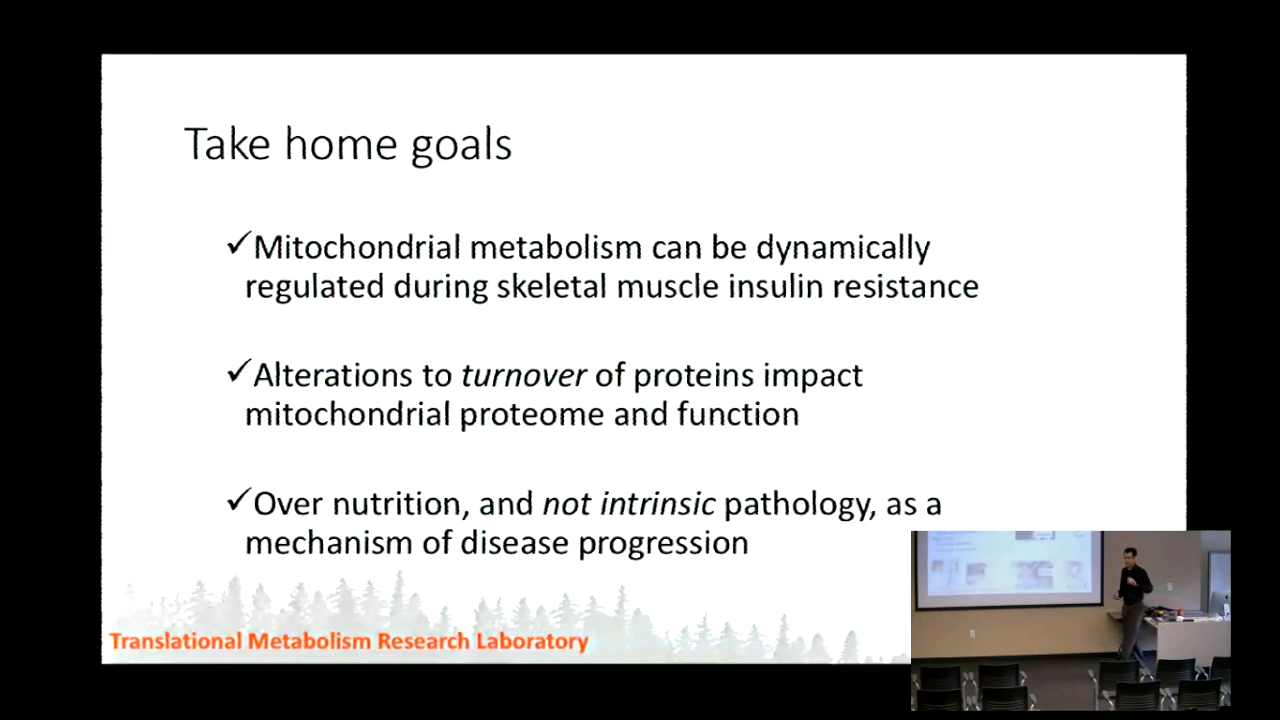 Take home goals
✓Mitochondrial metabolism can be dynamically
regulated during skeletal muscle insulin resistance
✓Alterations to turnover of proteins impact
mitochondrial proteome and function
✓Over nutrition, and not intrinsic pathology, as a
mechanism of disease progression
Translational Metabolism Research Laboratory